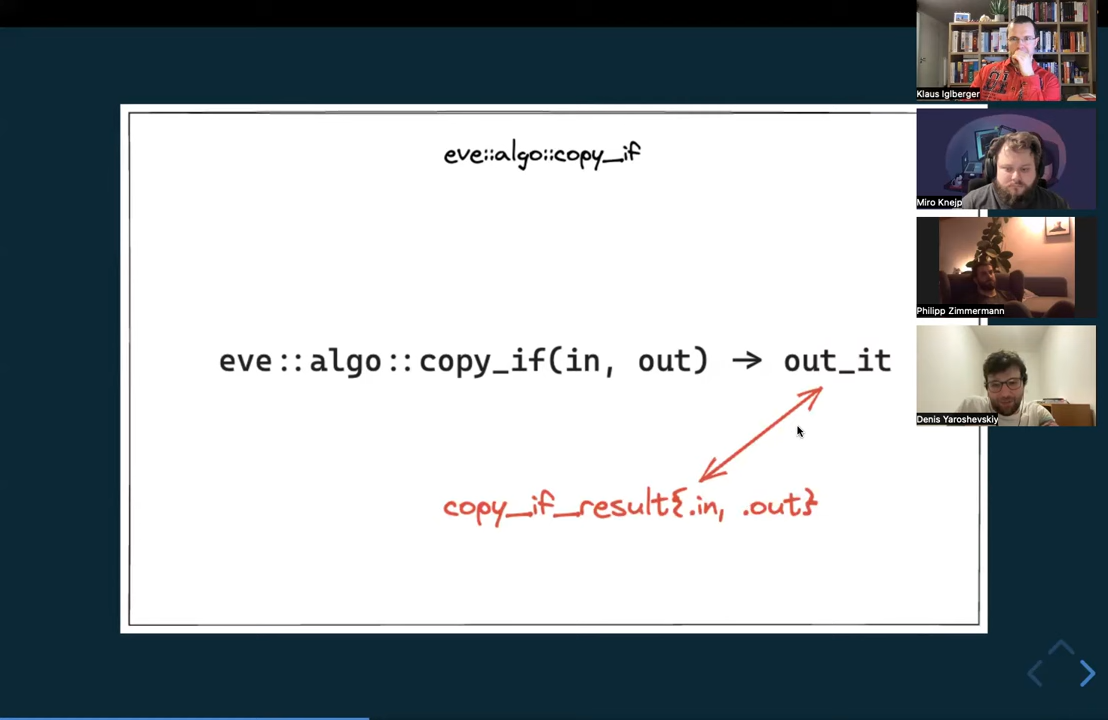 eve::algo::copy_if
eve::algo::copy_if(in, out) → out_it
copy_if_result{.in, .out}
Klaus Iglberger
Miro Knejp
Philipp Zimmermann
Denis Yaroshevskiy